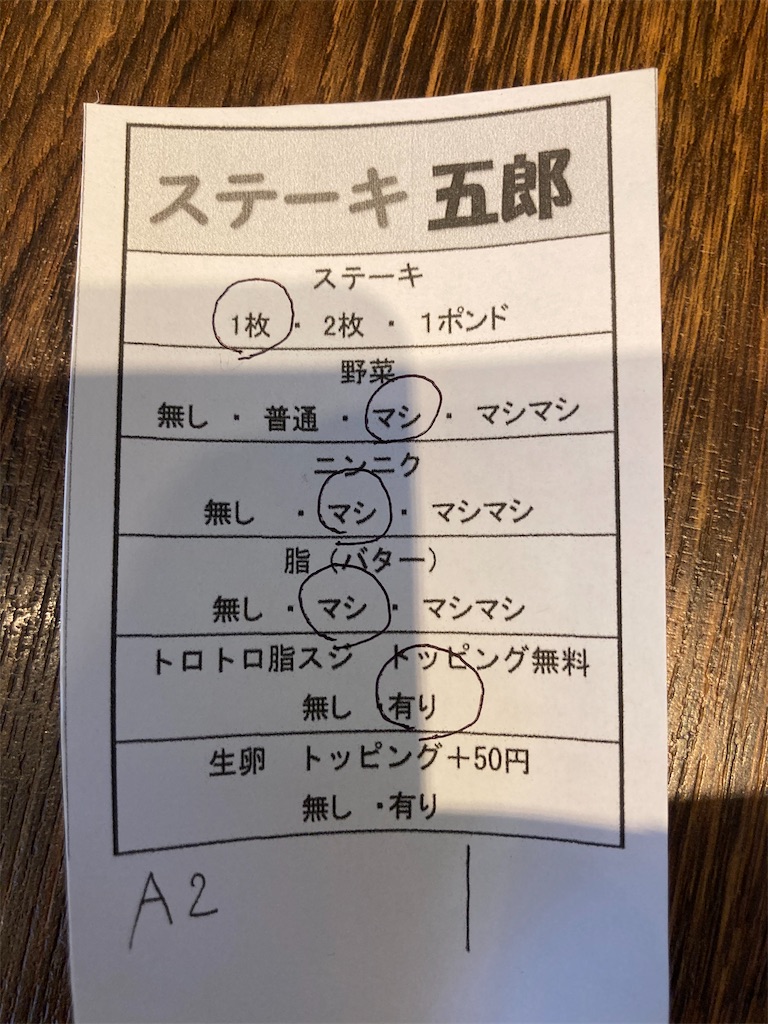 ステーキ 五郎
ステーキ
1枚 ・ 2枚 ・ 1ポンド
野菜
無し ・ 普通 ・ マシ ・ マシマシ
ニンニク
無し ・ マシ ・ マシマシ
脂（バター）
無し ・ マシ ・ マシマシ
トロトロ脂スジ トッピング無料
無し ・有り
生卵 トッピング＋50円
無し ・有り
A2 |